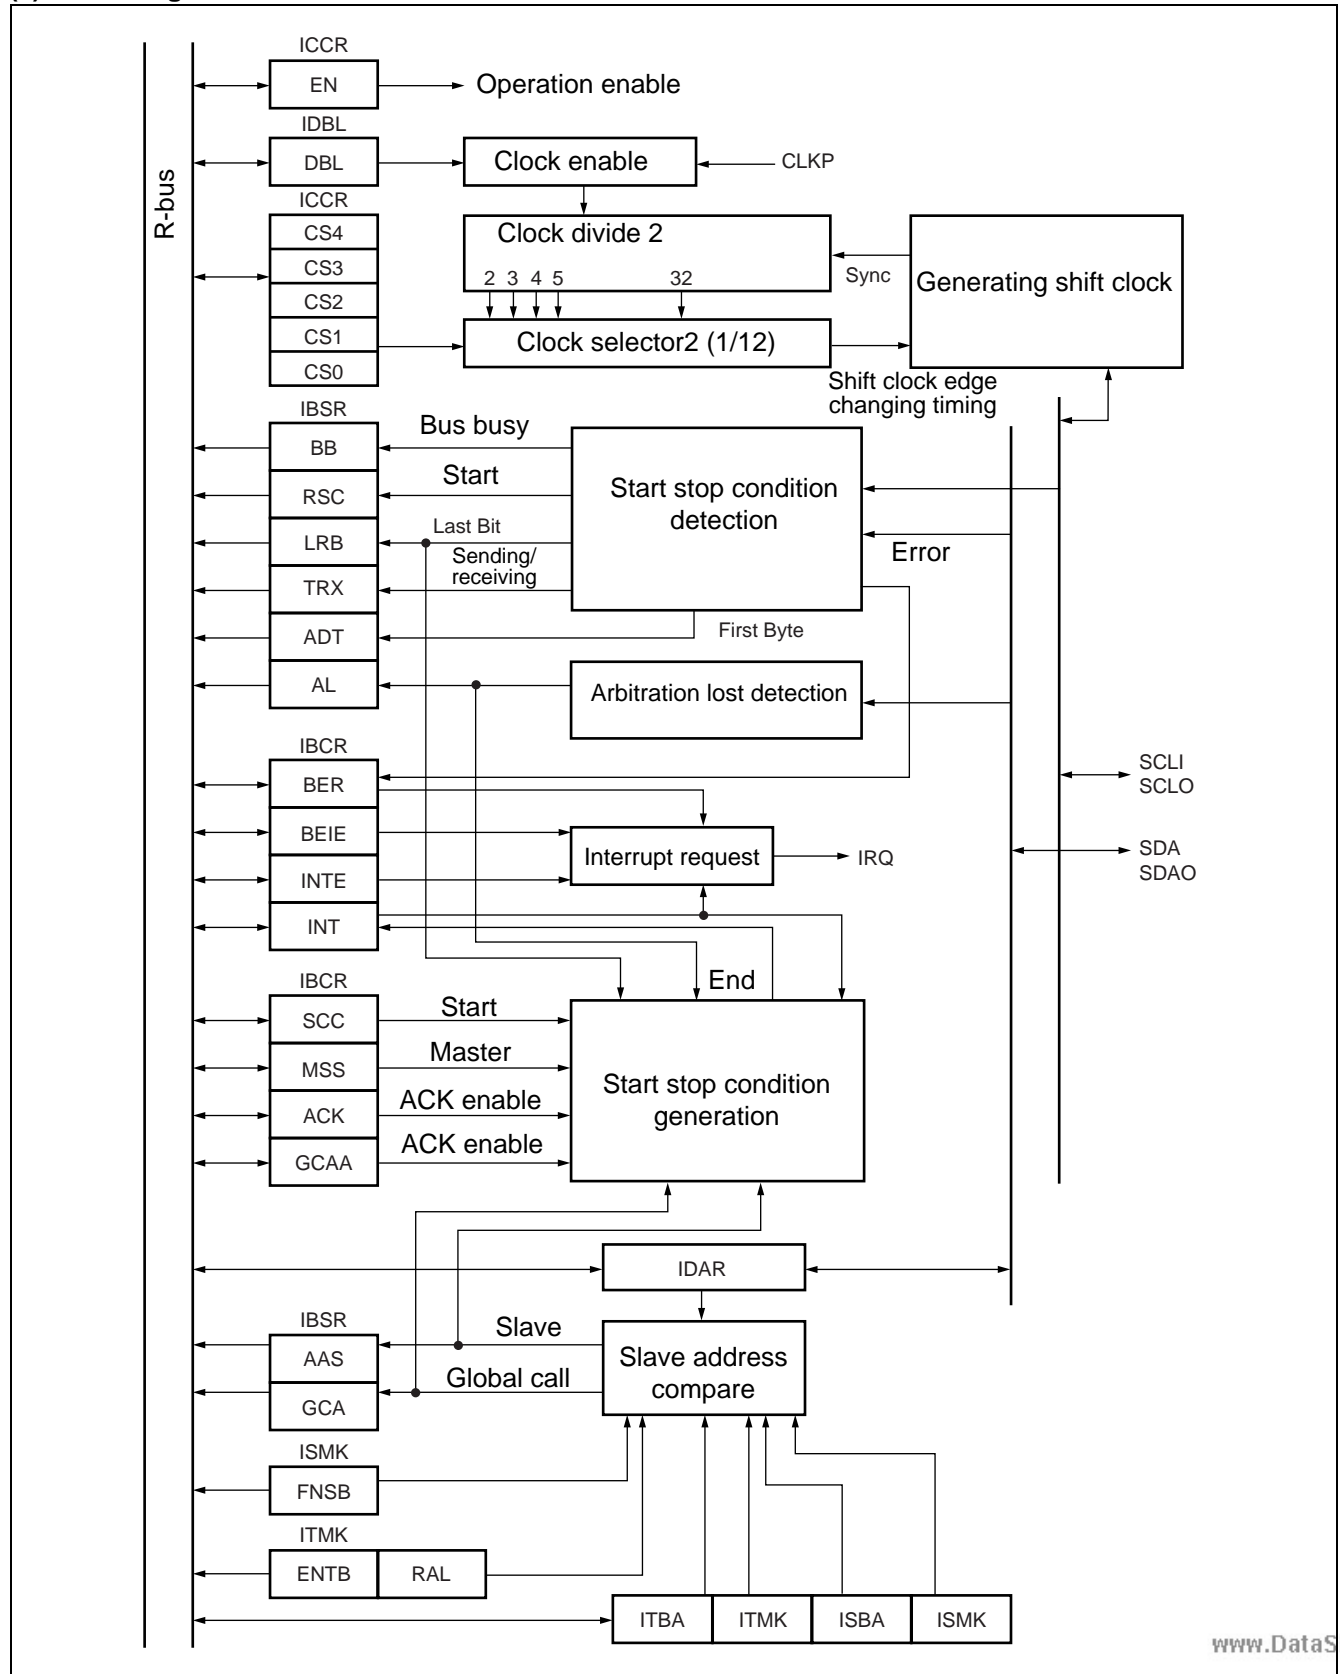 ICCR
EN
Operation enable
IDBL
DBL
Clock enable
CLKP
ICCR
R-bus
CS4
CS3
CS2
CS1
CS0
Clock divide 2
2 3 4 5 32
Sync
Generating shift clock
Clock selector2 (1/12)
Shift clock edge
changing timing
IBSR
BB
Bus busy
RSC
Start
LRB
Last Bit
TRX
Sending/
receiving
ADT
First Byte
AL
Start stop condition
detection
Error
Arbitration lost detection
IBCR
BER
BEIE
INTE
INT
Interrupt request
IRQ
SCLI
SCLO
SDA
SDAO
End
IBCR
SCC
Start
MSS
Master
ACK
ACK enable
GCAA
ACK enable
Start stop condition
generation
IDAR
IBSR
AAS
Slave
GCA
Global call
Slave address
compare
ISMK
FNSB
ITMK
ENTB
RAL
ITBA
ITMK
ISBA
ISMK
www.DataS